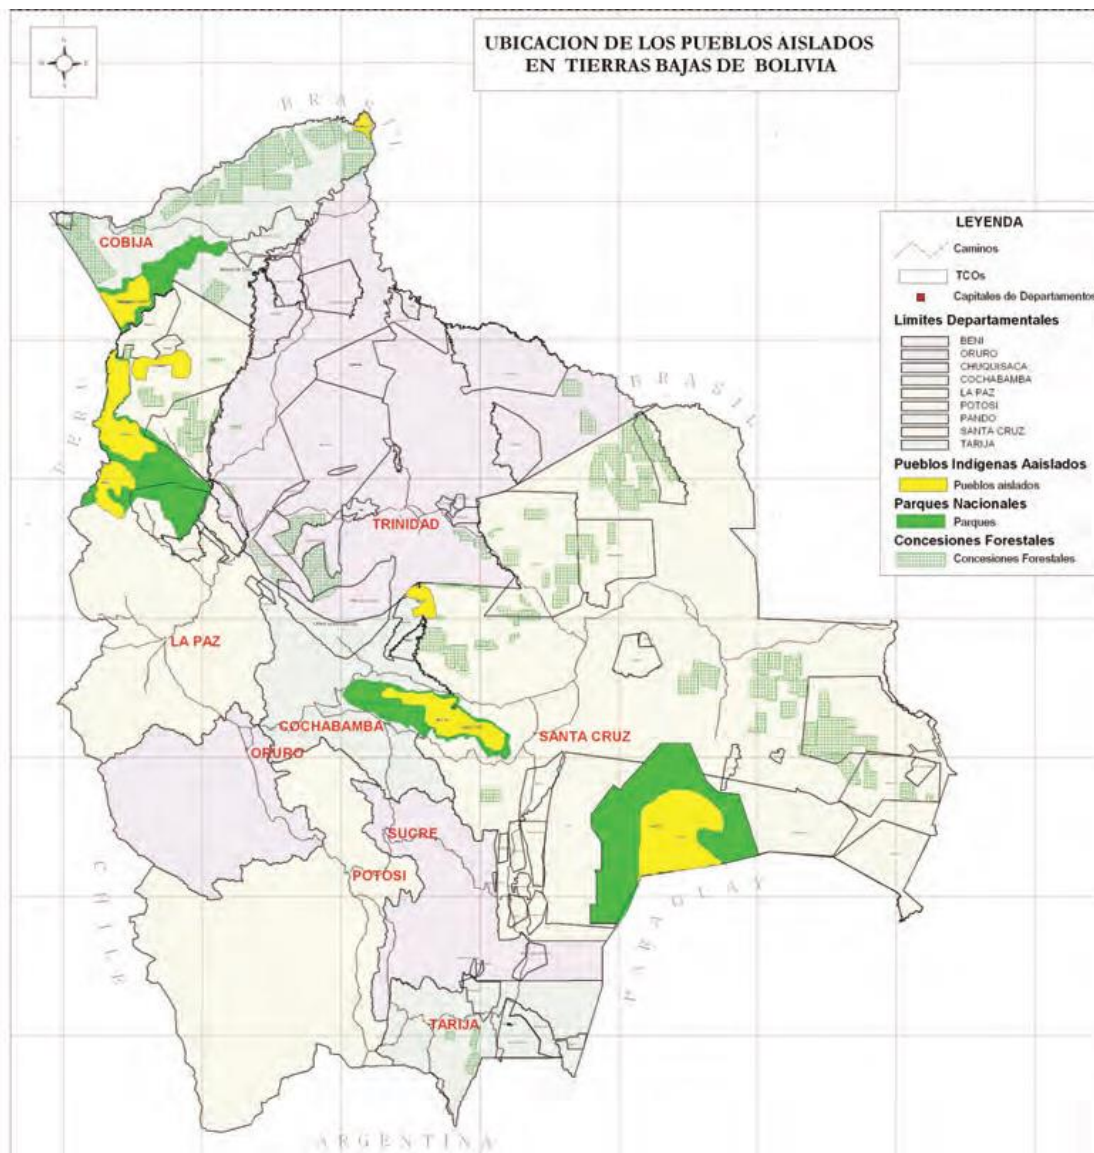 UBICACION DE LOS PUEBLOS AISLADOS
EN TIERRAS BAJAS DE BOLIVIA
N
E
BRASIL
COBIJA
PERU
BRASIL
TRINIDAD
LA PAZ
COCHABAMBA
ORURO
SANTA CRUZ
SUCRE
POTOSI
CHILE
PARAGUAY
TARIJA
ARGENTINA
LEYENDA
Caminos
TCOs
Capitales de Departamentos
Limites Departamentales
BENI
ORURO
CHUQUISACA
COCHABAMBA
LA PAZ
POTOSI
PANDO
SANTA CRUZ
TARIJA
Pueblos Indígenas Aaislados
Pueblos aislados
Parques Nacionales
Parques
Concesiones Forestales
Concesiones Forestales